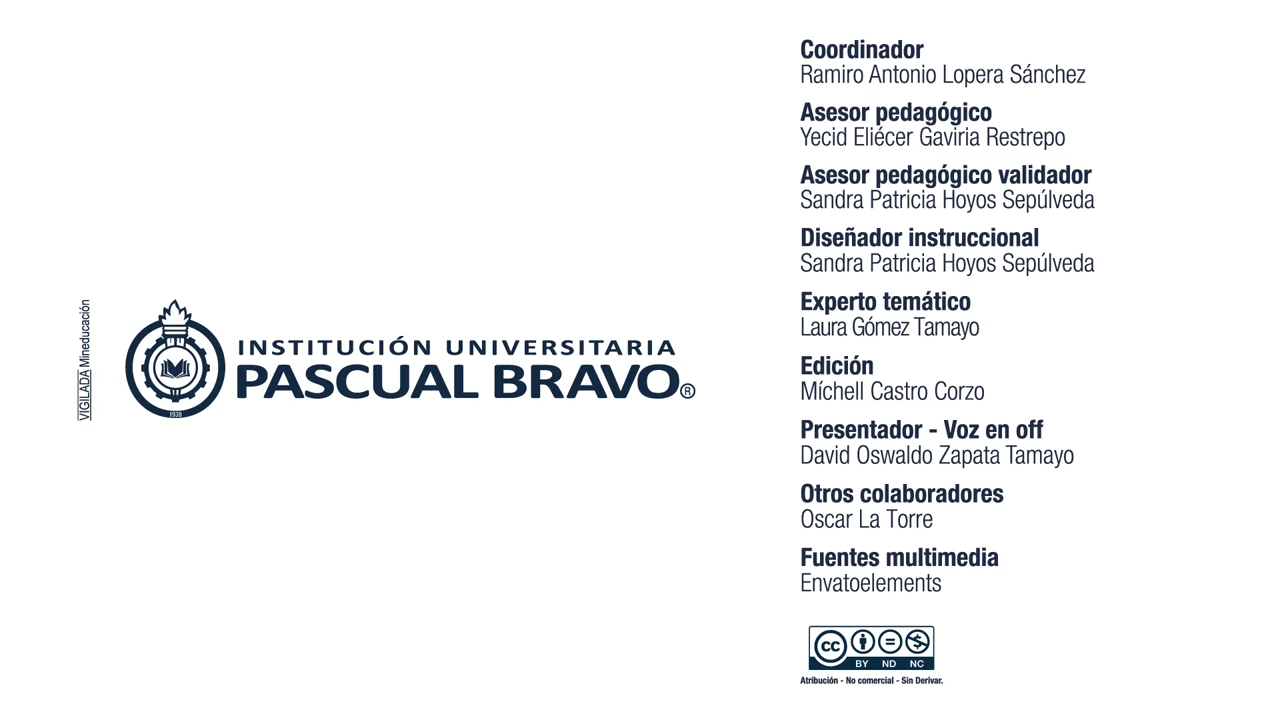 VIGILADA Mineducación
1938
INSTITUCIÓN UNIVERSITARIA
PASCUAL BRAVO®
Coordinador
Ramiro Antonio Lopera Sánchez
Asesor pedagógico
Yecid Eliécer Gaviria Restrepo
Asesor pedagógico validador
Sandra Patricia Hoyos Sepúlveda
Diseñador instruccional
Sandra Patricia Hoyos Sepúlveda
Experto temático
Laura Gómez Tamayo
Edición
Míchell Castro Corzo
Presentador - Voz en off
David Oswaldo Zapata Tamayo
Otros colaboradores
Oscar La Torre
Fuentes multimedia
Envatoelements
cc
BY ND NC
Atribución - No comercial - Sin Derivar.